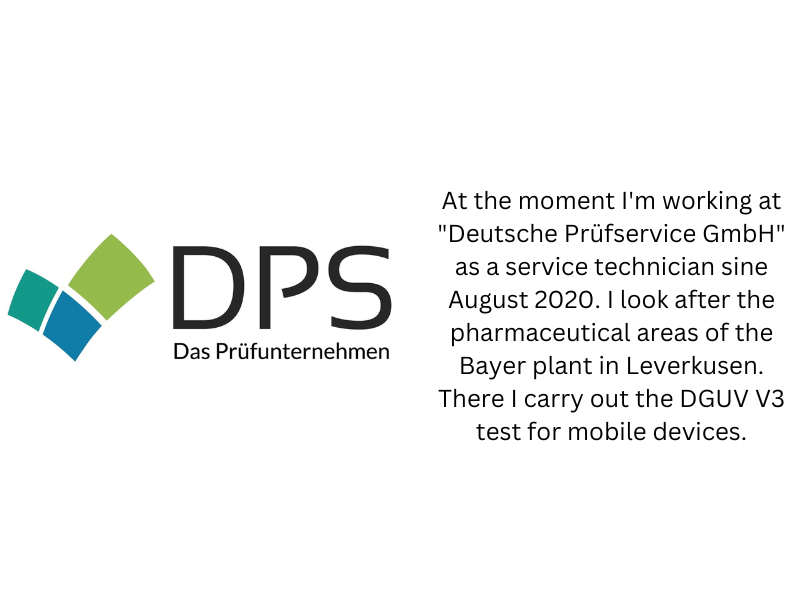 DPS
Das Prüfunternehmen
At the moment I'm working at
"Deutsche Prüfservice GmbH"
as a service technician sine
August 2020. I look after the
pharmaceutical areas of the
Bayer plant in Leverkusen.
There I carry out the DGUV V3
test for mobile devices.